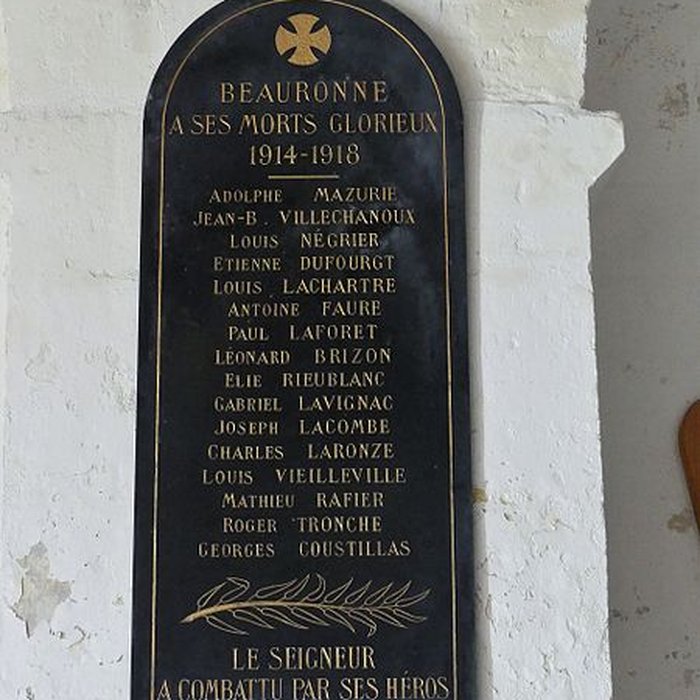 BEAURONNE
A SES MORTS GLORIEUX
1914-1918
ADOLPHE MAZURIE
JEAN-B. VILLECHANOUX
LOUIS NÉGRIER
ETIENNE DUFOURGT
LOUIS LACHARTRE
ANTOINE FAURE
PAUL LAFORET
LÉONARD BRIZON
ELIE RIEUBLANC
GABRIEL LAVIGNAC
JOSEPH LACOMBE
CHARLES LARONZE
LOUIS VIEILLEVILLE
MATHIEU RAFIER
ROGER TRONCHE
GEORGES COUSTILLAS
LE SEIGNEUR
A COMBATTU PAR SES HÉROS